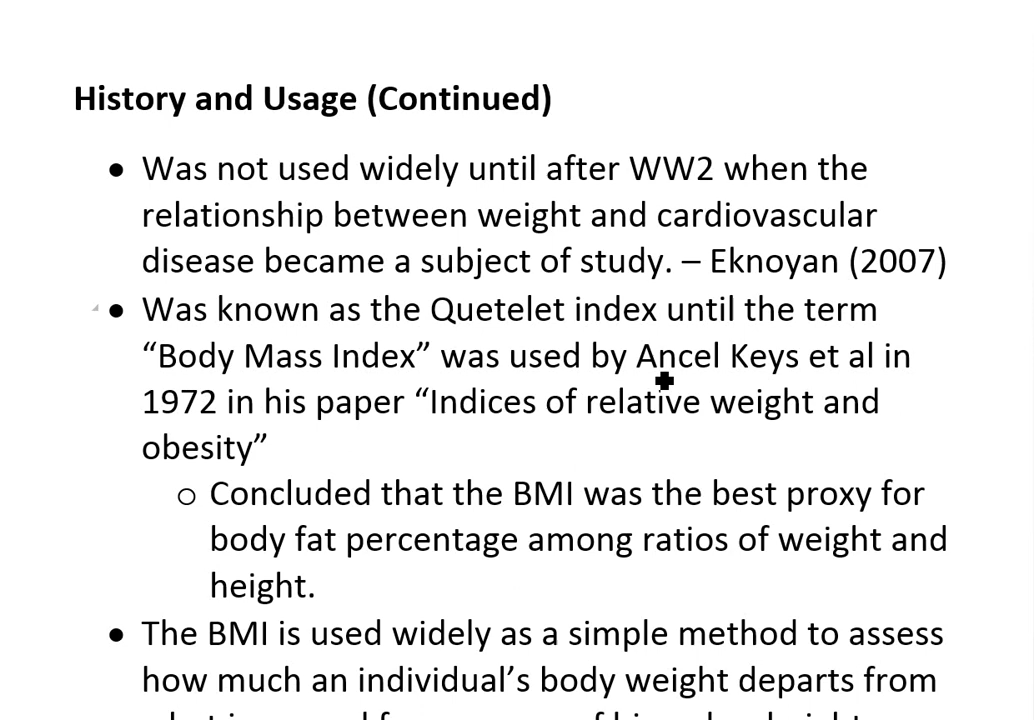 History and Usage (Continued)
• Was not used widely until after WW2 when the
relationship between weight and cardiovascular
disease became a subject of study. – Eknoyan (2007)
• Was known as the Quetelet index until the term
“Body Mass Index” was used by Ancel Keys et al in
1972 in his paper “Indices of relative weight and
obesity”
○ Concluded that the BMI was the best proxy for
body fat percentage among ratios of weight and
height.
• The BMI is used widely as a simple method to assess
how much an individual’s body weight departs from